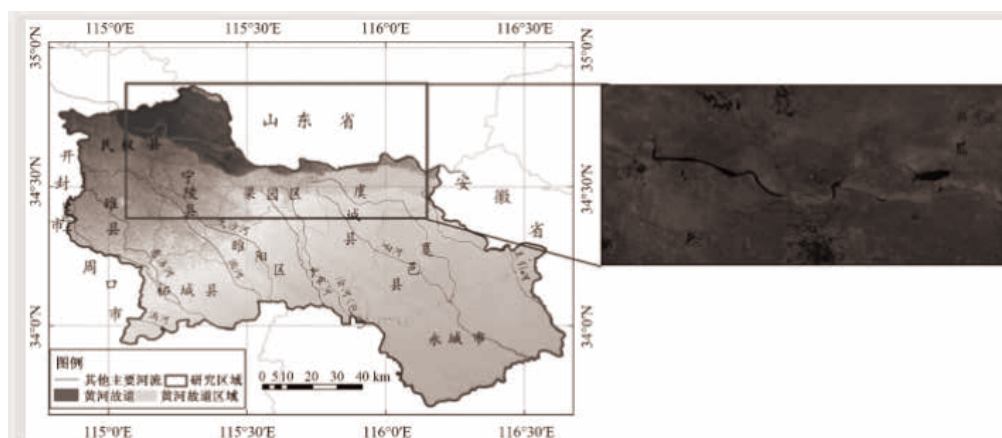 115°0′E 115°30′E 116°0′E 116°30′E
35°0′N 35°0′N
山东省
民权县
开封市
宁陵县
梁园区
虞城县
安徽省
34°30′N 34°30′N
睢县
睢阳区
夏邑县
周口市
柘城县
34°0′N 34°0′N
永城市
图例
其他主要河流 研究区域
黄河故道 黄河故道区域
0 5 10 20 30 40 km
115°0′E 115°30′E 116°0′E 116°30′E